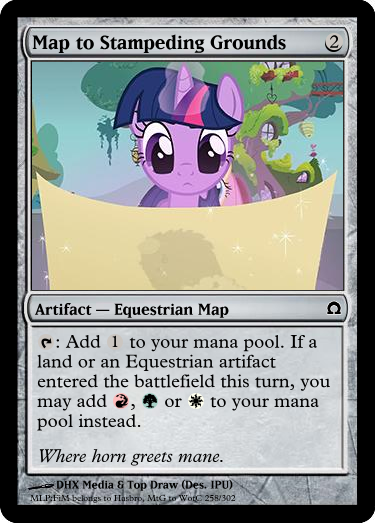 Map to Stampeding Grounds 2
Artifact — Equestrian Map Ω
: Add 1 to your mana pool. If a
land or an Equestrian artifact
entered the battlefield this turn, you
may add , or to your mana
pool instead.
Where horn greets mane.
DHX Media & Top Draw (Des. IPU)
MLP:FiM belongs to Hasbro, MtG to WotC 258/302